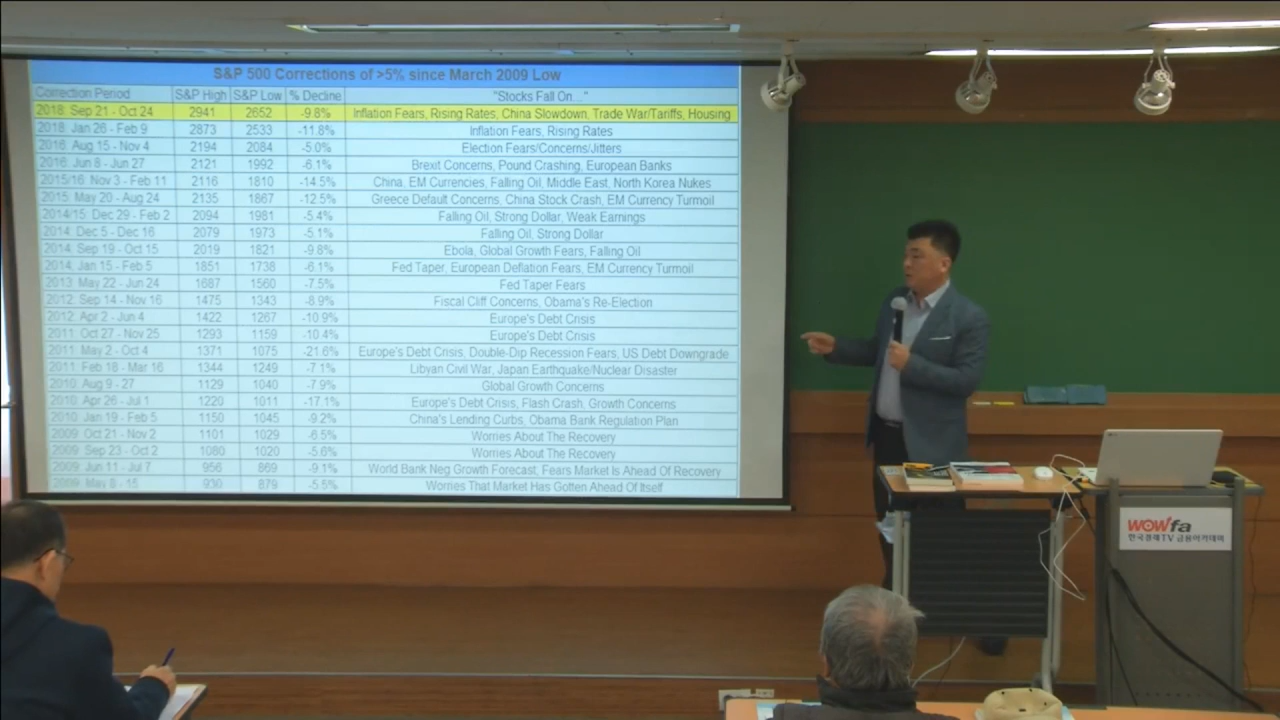 S&P 500 Corrections of >5% since March 2009 Low
Correction Period S&P High S&P Low % Decline "Stocks Fall On..."
2018: Sep 21 - Oct 24 2941 2652 -9.8% Inflation Fears, Rising Rates, China Slowdown, Trade War/Tariffs, Housing
2018: Jan 26 - Feb 9 2873 2533 -11.8% Inflation Fears, Rising Rates
2016: Aug 15 - Nov 4 2194 2084 -5.0% Election Fears/Concerns/Jitters
2016: Jun 8 - Jun 27 2121 1992 -6.1% Brexit Concerns, Pound Crashing, European Banks
2015/16: Nov 3 - Feb 11 2116 1810 -14.5% China, EM Currencies, Falling Oil, Middle East, North Korea Nukes
2015: May 20 - Aug 24 2135 1867 -12.5% Greece Default Concerns, China Stock Crash, EM Currency Turmoil
2014/15: Dec 29 - Feb 2 2094 1981 -5.4% Falling Oil, Strong Dollar, Weak Earnings
2014: Dec 5 - Dec 16 2079 1973 -5.1% Falling Oil, Strong Dollar
2014: Sep 19 - Oct 15 2019 1821 -9.8% Ebola, Global Growth Fears, Falling Oil
2014: Jan 15 - Feb 5 1851 1738 -6.1% Fed Taper, European Deflation Fears, EM Currency Turmoil
2013: May 22 - Jun 24 1687 1560 -7.5% Fed Taper Fears
2012: Sep 14 - Nov 16 1475 1343 -8.9% Fiscal Cliff Concerns, Obama's Re-Election
2012: Apr 2 - Jun 4 1422 1267 -10.9% Europe's Debt Crisis
2011: Oct 27 - Nov 25 1293 1159 -10.4% Europe's Debt Crisis
2011: May 2 - Oct 4 1371 1075 -21.6% Europe's Debt Crisis, Double-Dip Recession Fears, US Debt Downgrade
2011: Feb 18 - Mar 16 1344 1249 -7.1% Libyan Civil War, Japan Earthquake/Nuclear Disaster
2010: Aug 9 - 27 1129 1040 -7.9% Global Growth Concerns
2010: Apr 26 - Jul 1 1220 1011 -17.1% Europe's Debt Crisis, Flash Crash, Growth Concerns
2010: Jan 19 - Feb 5 1150 1045 -9.2% China's Lending Curbs, Obama Bank Regulation Plan
2009: Oct 21 - Nov 2 1101 1029 -6.5% Worries About The Recovery
2009: Sep 23 - Oct 2 1080 1020 -5.6% Worries About The Recovery
2009: Jun 11 - Jul 7 956 869 -9.1% World Bank Neg Growth Forecast, Fears Market Is Ahead Of Recovery
2009: May 8 - 15 930 879 -5.5% Worries That Market Has Gotten Ahead Of Itself
WOWfa
한국경제TV 금융아카데미